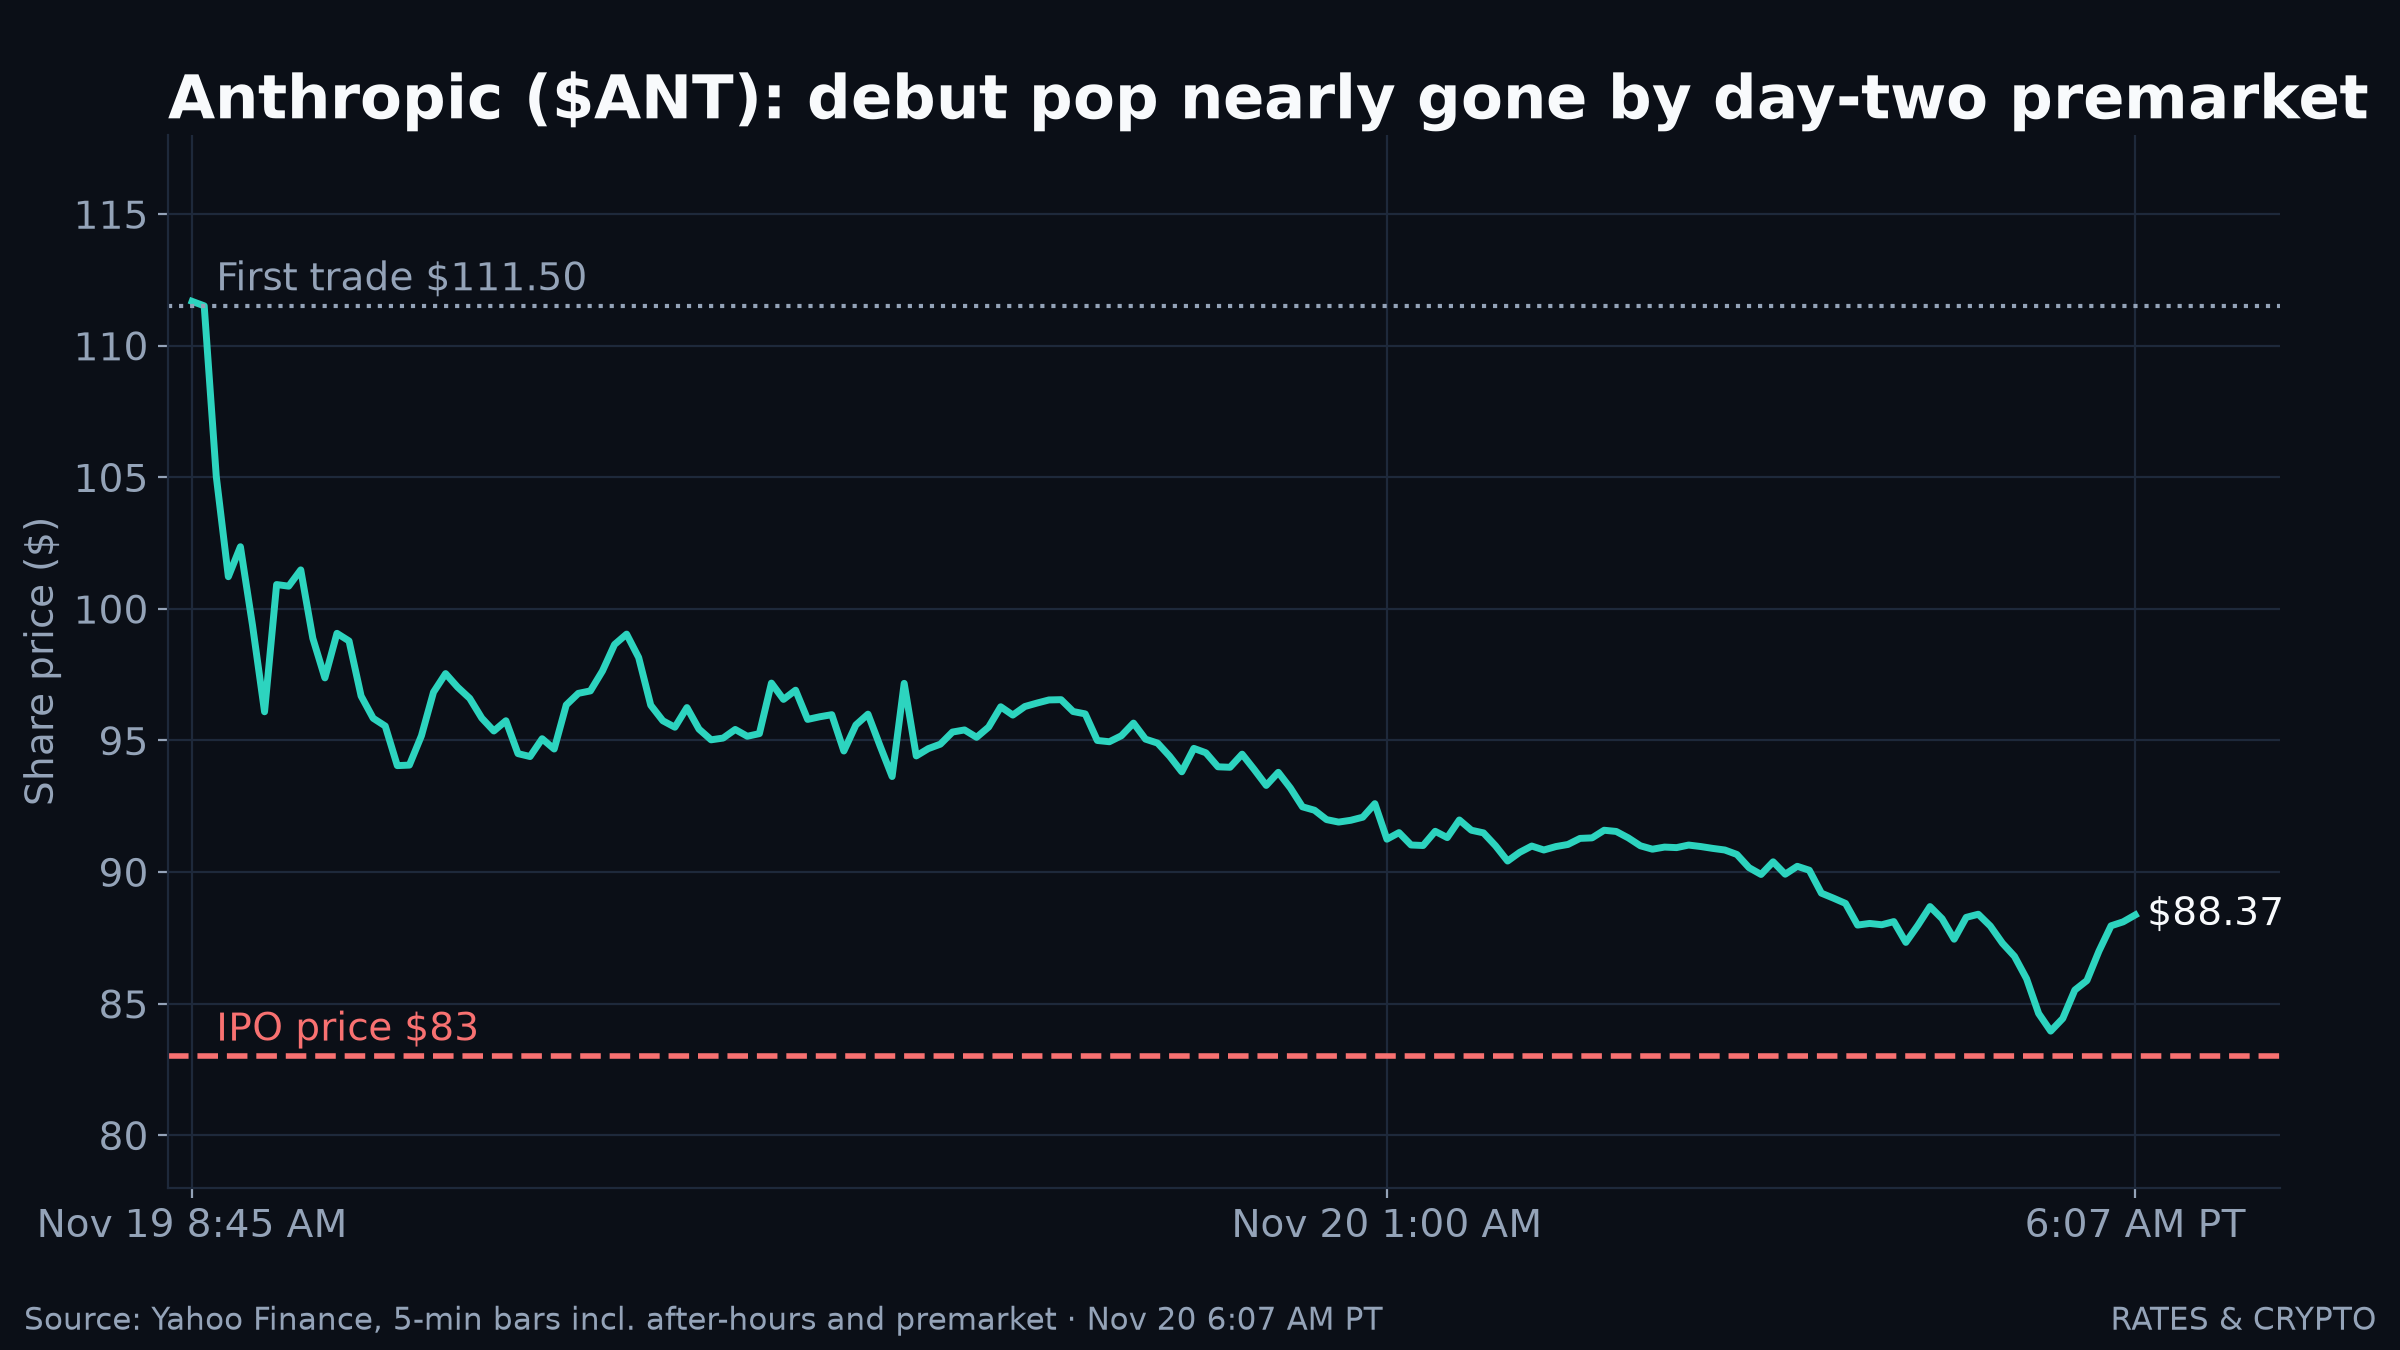 Anthropic ($ANT): debut pop nearly gone by day-two premarket
115
First trade $111.50
110
105
100
95
90
85
80
Share price ($)
$88.37
IPO price $83
Nov 19 8:45 AM
Nov 20 1:00 AM
6:07 AM PT
Source: Yahoo Finance, 5-min bars incl. after-hours and premarket · Nov 20 6:07 AM PT
RATES & CRYPTO